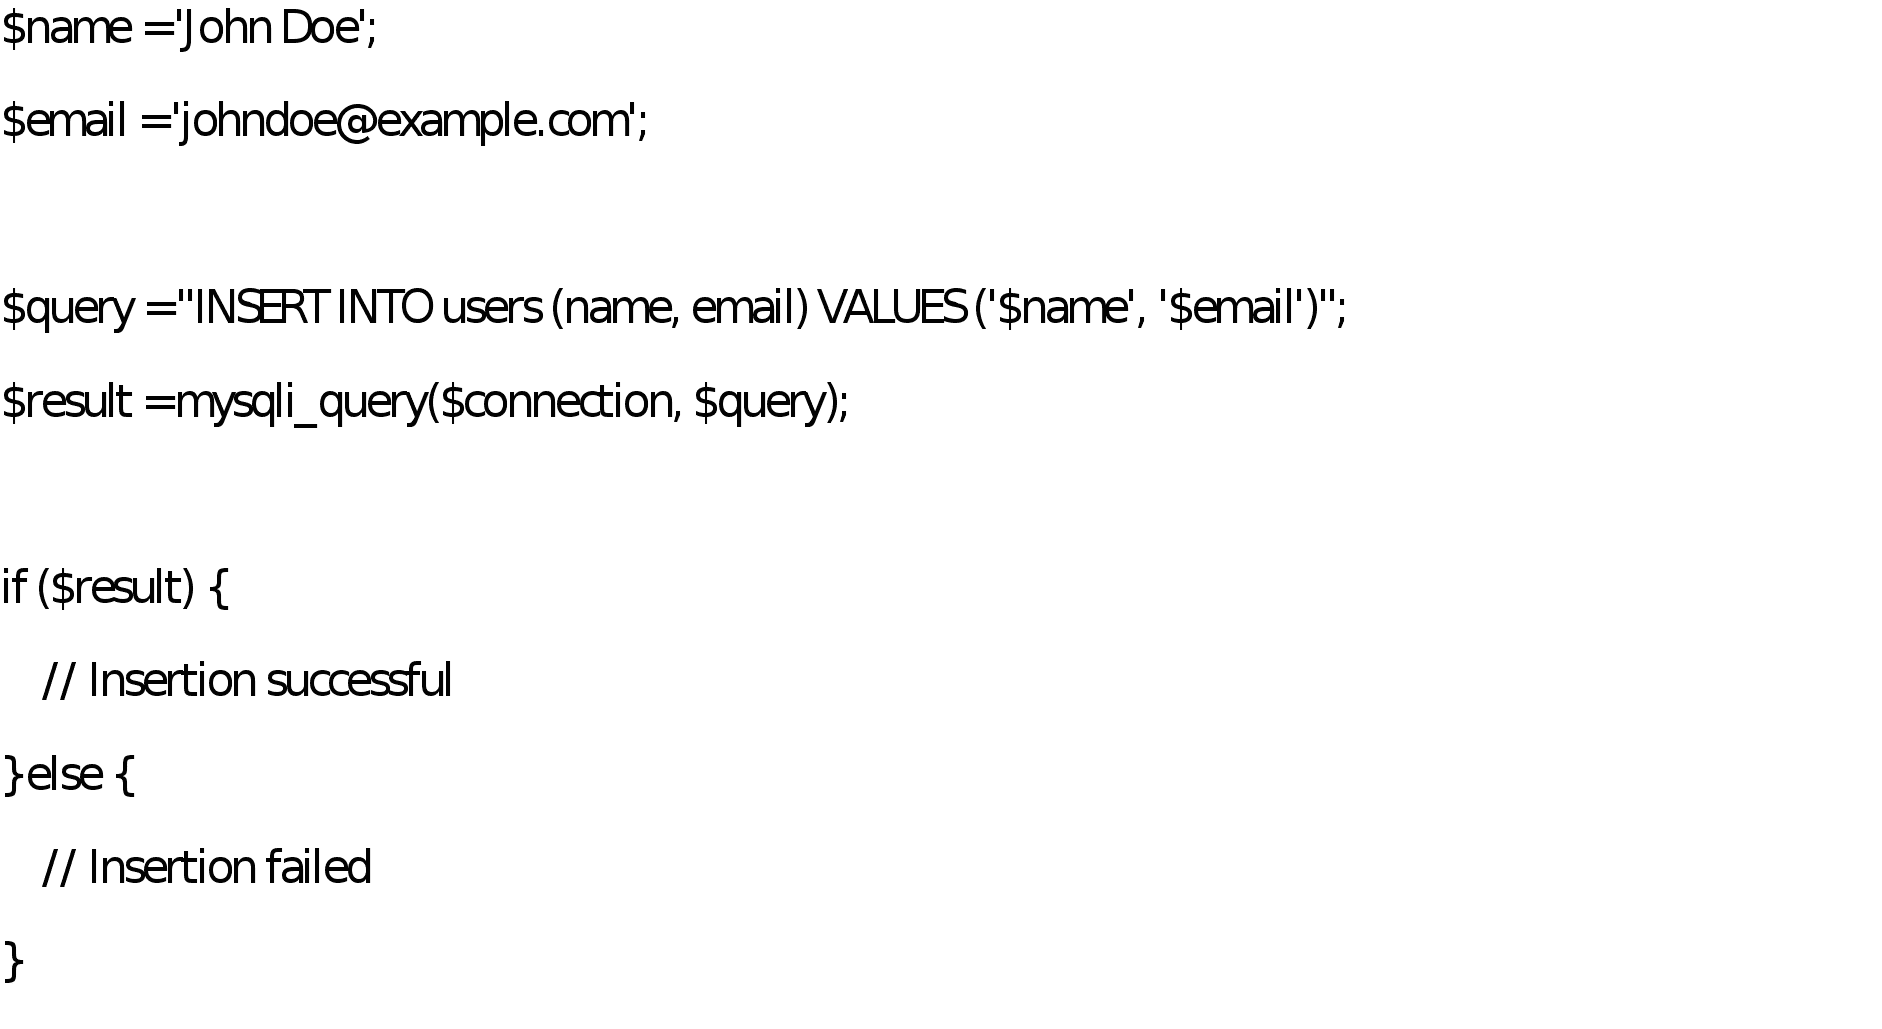 $name ='John Doe';
$email ='johndoe@example.com';
$query ="INSERT INTO users (name, email) VALUES ('$name', '$email')";
$result =mysqli_query($connection, $query);
if ($result) {
// Insertion successful
}else {
// Insertion failed
}